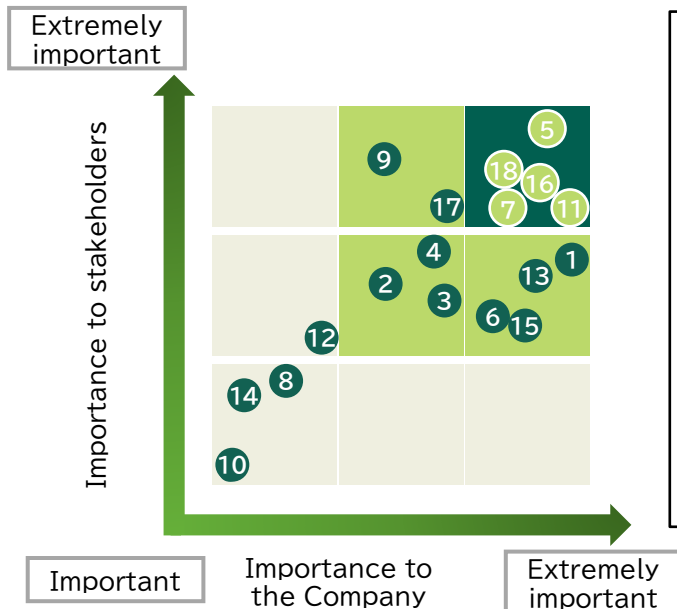 Extremely
important
Importance to stakeholders
5
9
18
16
17
7
11
4
1
13
2
3
6
15
12
8
14
10
Important
Importance to
the Company
Extremely
important